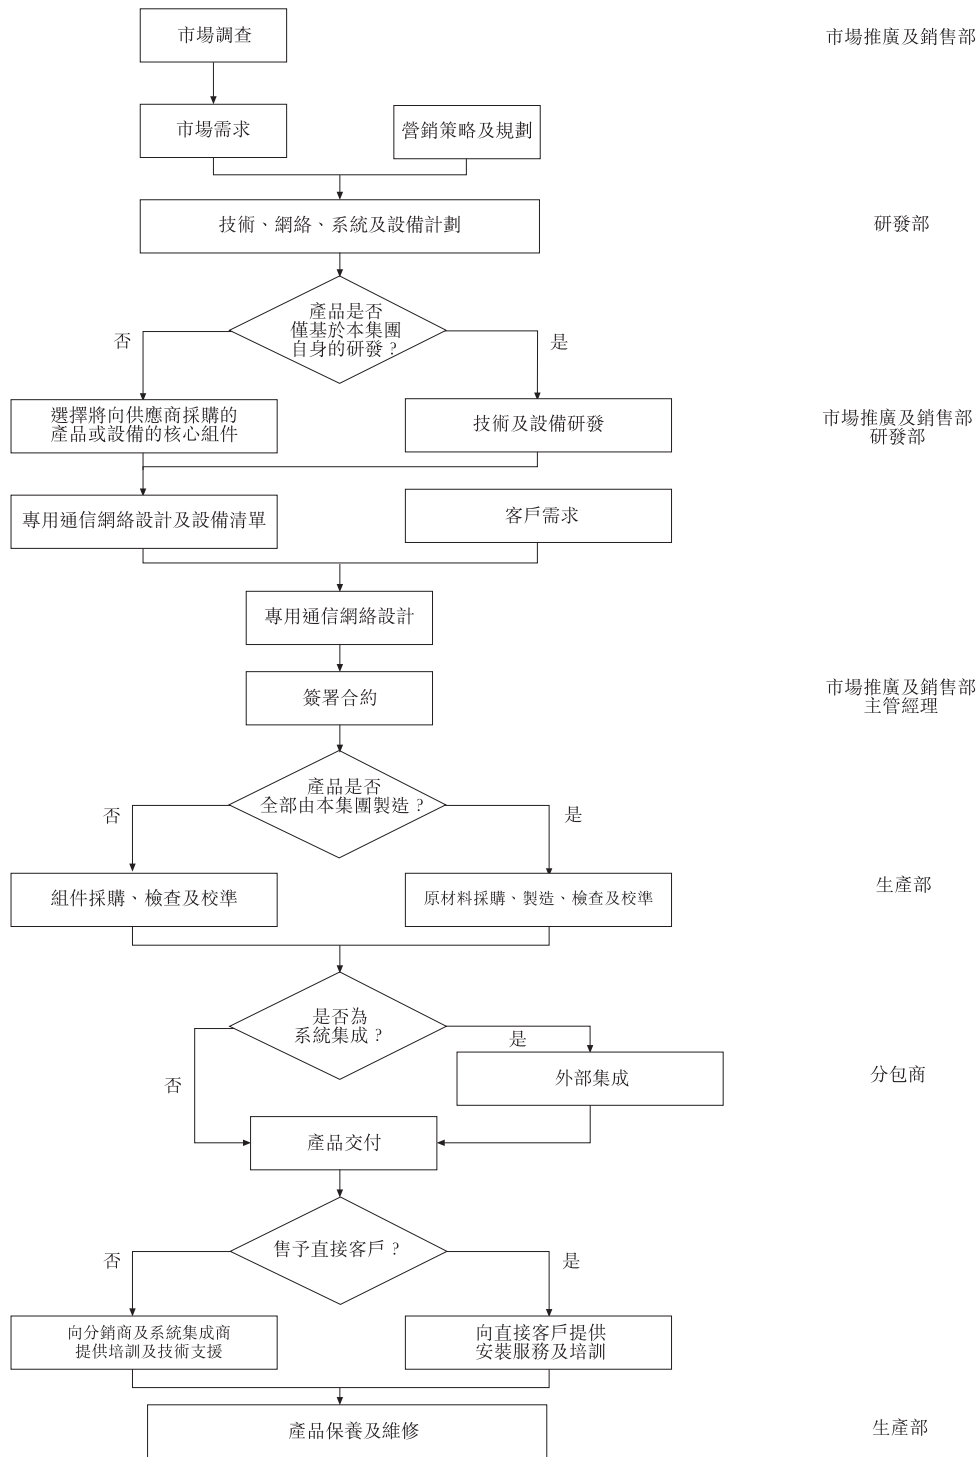 市場調查
市場推廣及銷售部
市場需求
營銷策略及規劃
技術、網絡、系統及設備計劃
研發部
產品是否
僅基於本集團
自身的研發？
否
是
選擇將向供應商採購的
產品或設備的核心組件
技術及設備研發
市場推廣及銷售部
研發部
專用通信網絡設計及設備清單
客戶需求
專用通信網絡設計
簽署合約
市場推廣及銷售部
主管經理
產品是否
全部由本集團製造？
否
是
組件採購、檢查及校準
原材料採購、製造、檢查及校準
生產部
是否為
系統集成？
是
否
外部集成
分包商
產品交付
售予直接客戶？
否
是
向分銷商及系統集成商
提供培訓及技術支援
向直接客戶提供
安裝服務及培訓
產品保養及維修
生產部